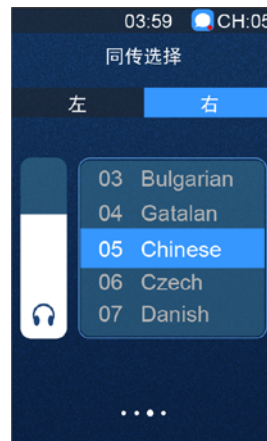 03:59 CH:05
同传选择
左 右
03 Bulgarian
04 Gatalan
05 Chinese
06 Czech
07 Danish